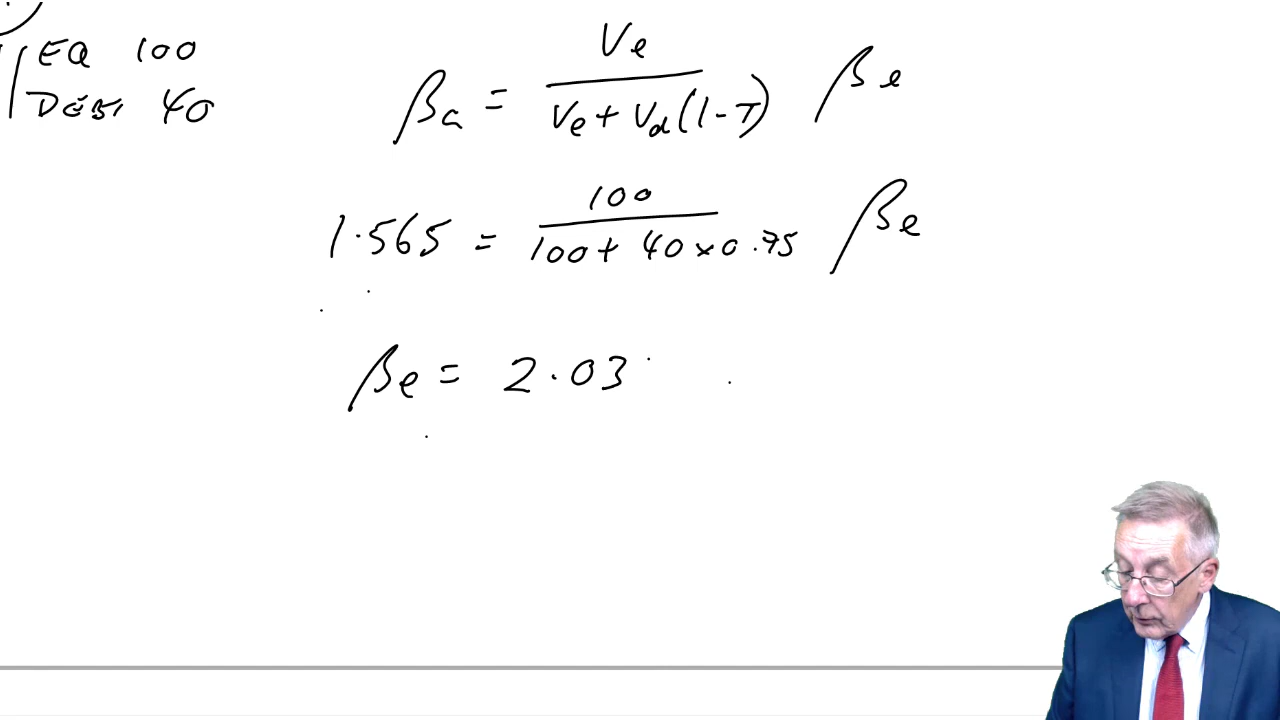 EQ 100
DEBT 40
βa = Ve / (Ve + Vd(1-T)) βe
1.565 = 100 / (100 + 40 x 0.75) βe
βe = 2.03